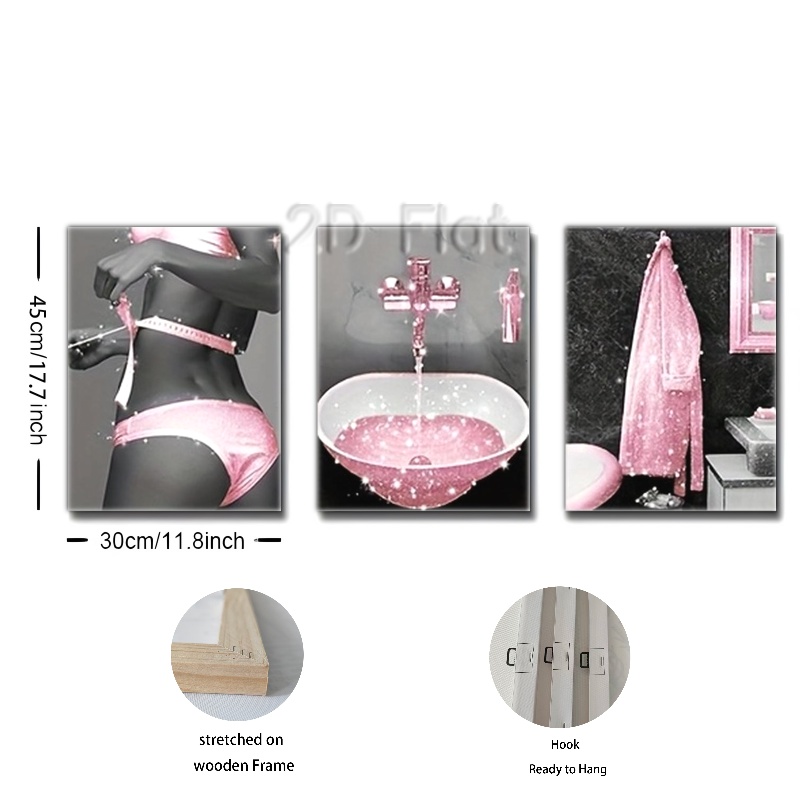 2D Flat
45cm/17.7inch
30cm/11.8inch
stretched on
wooden Frame
Hook
Ready to Hang